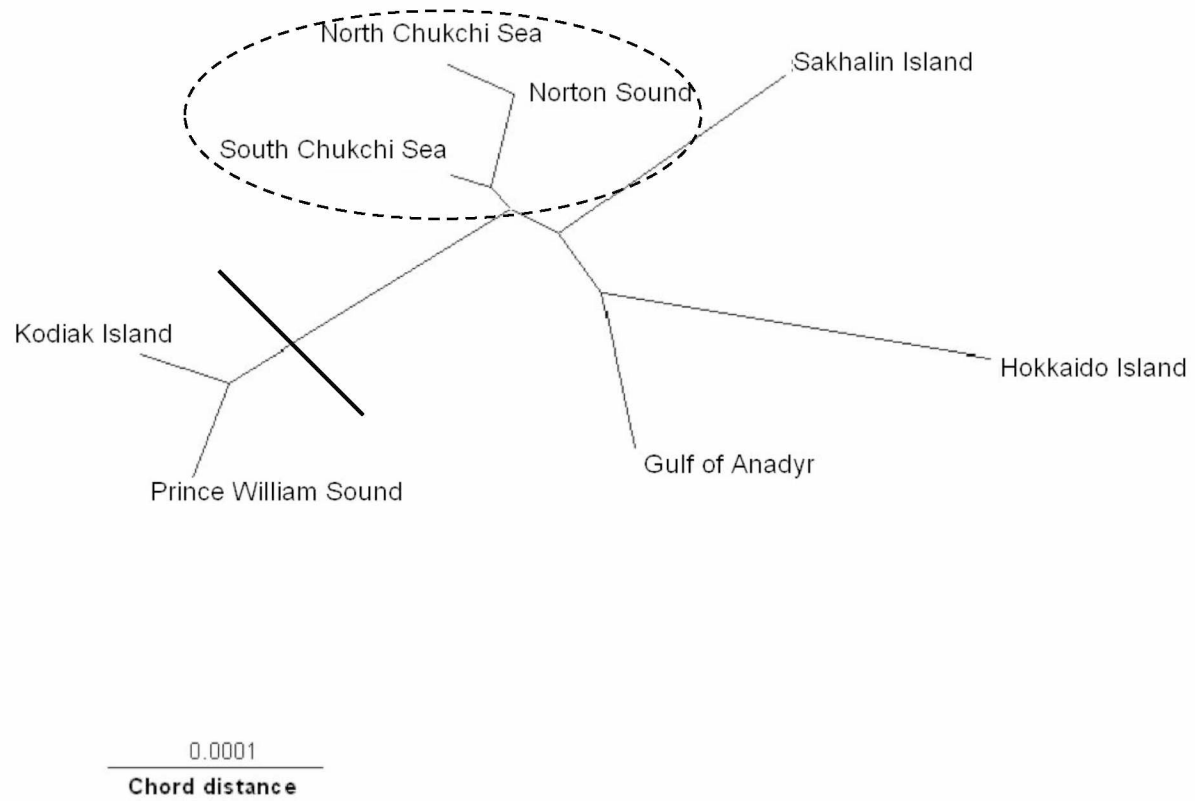 North Chukchi Sea
Sakhalin Island
Norton Sound
South Chukchi Sea
Kodiak Island
Hokkaido Island
Gulf of Anadyr
Prince William Sound
0.0001
Chord distance